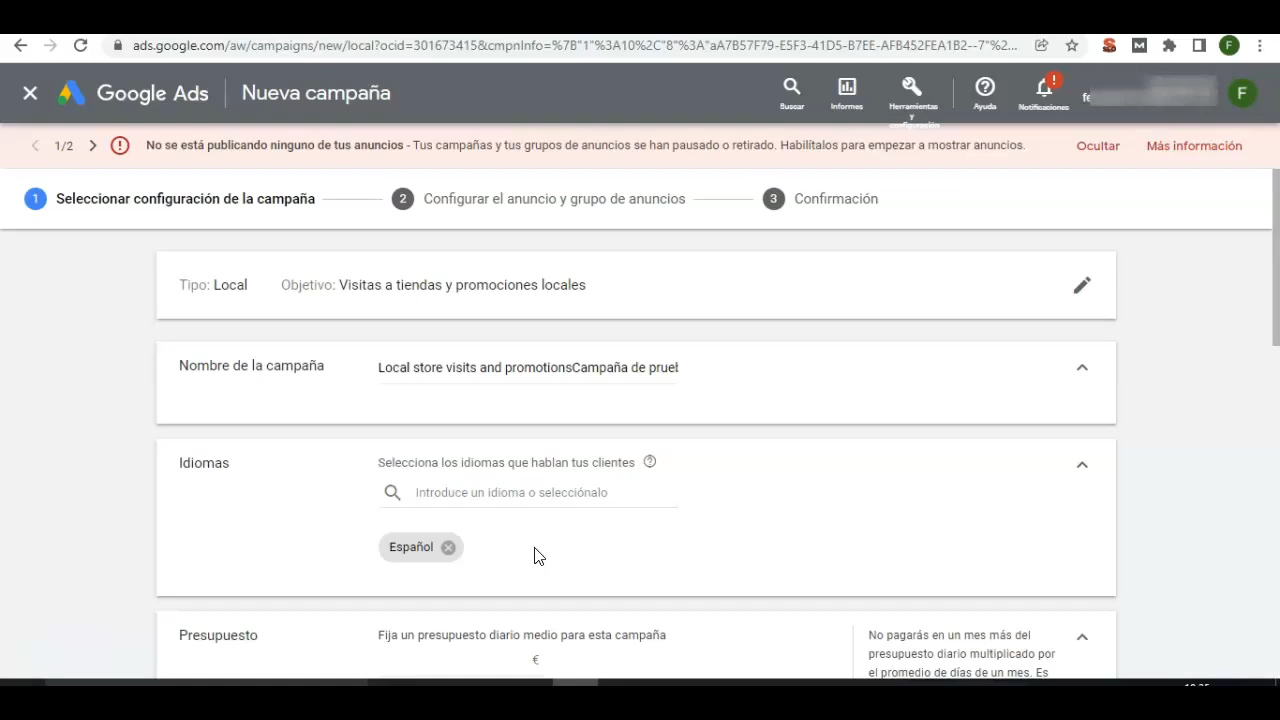 ads.google.com/aw/campaigns/new/local?ocid=301673415&cmpnInfo=%7B"1"%3A10%2C"8"%3A"aA7B57F79-E5F3-41D5-B7EE-AFB452FEA1B2--7"%2...
S M F
Google Ads Nueva campaña
Buscar Informes Herramientas y configuración Ayuda ! Notificaciones fe F
1/2 No se está publicando ninguno de tus anuncios - Tus campañas y tus grupos de anuncios se han pausado o retirado. Habilítalos para empezar a mostrar anuncios. Ocultar Más información
1 Seleccionar configuración de la campaña 2 Configurar el anuncio y grupo de anuncios 3 Confirmación
Tipo: Local Objetivo: Visitas a tiendas y promociones locales
Nombre de la campaña Local store visits and promotionsCampaña de prueb
Idiomas Selecciona los idiomas que hablan tus clientes
Introduce un idioma o selecciónalo
Español
Presupuesto Fija un presupuesto diario medio para esta campaña No pagarás en un mes más del
€ presupuesto diario multiplicado por
el promedio de días de un mes. Es